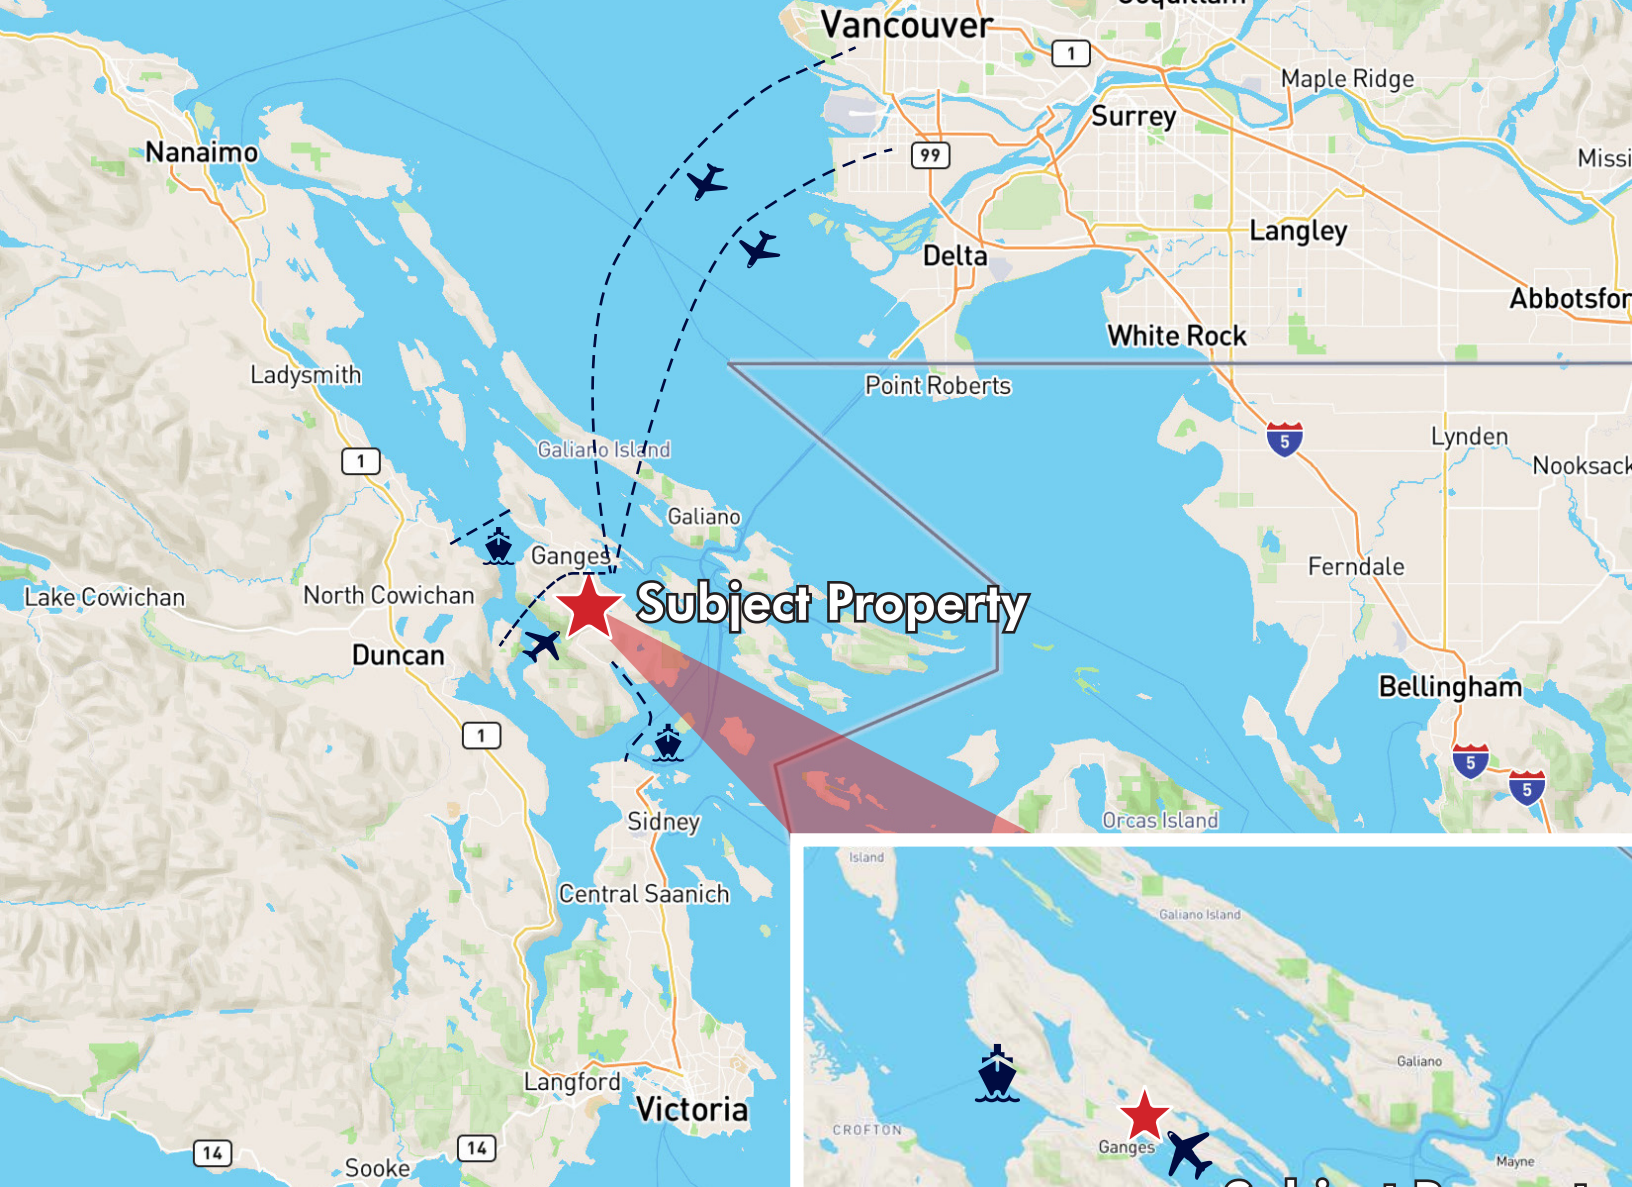 Vancouver
1
Maple Ridge
Surrey
Nanaimo
99
Langley
Delta
White Rock
Ladysmith
Point Roberts
5
Lynden
Galiano Island
1
Galiano
Ganges
Ferndale
Lake Cowichan
North Cowichan
Subject Property
Duncan
Bellingham
1
5
5
Sidney
Orcas Island
Island
Central Saanich
Galiano Island
Galiano
Langford
Victoria
CROFTON
Ganges
14
14
Sooke
Mayne